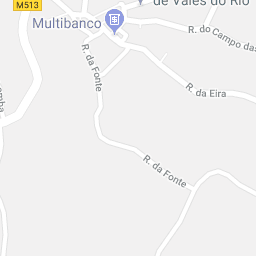 de Vales do Rio
M513
Multibanco
R. do Campo das
R. da Fonte
R. da Eira
R. da Fonte